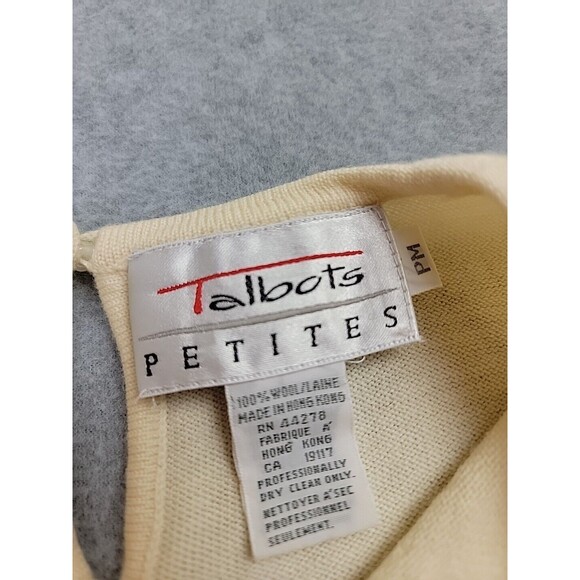 Talbots
PETITES
PM
100% WOOL/LAINE
MADE IN HONG KONG
RN 44278
FABRIQUE A'
HONG KONG
CA 19117
PROFESSIONALLY
DRY CLEAN ONLY.
NETTOYER A'SEC
PROFESSIONNEL
SEULEMENT.